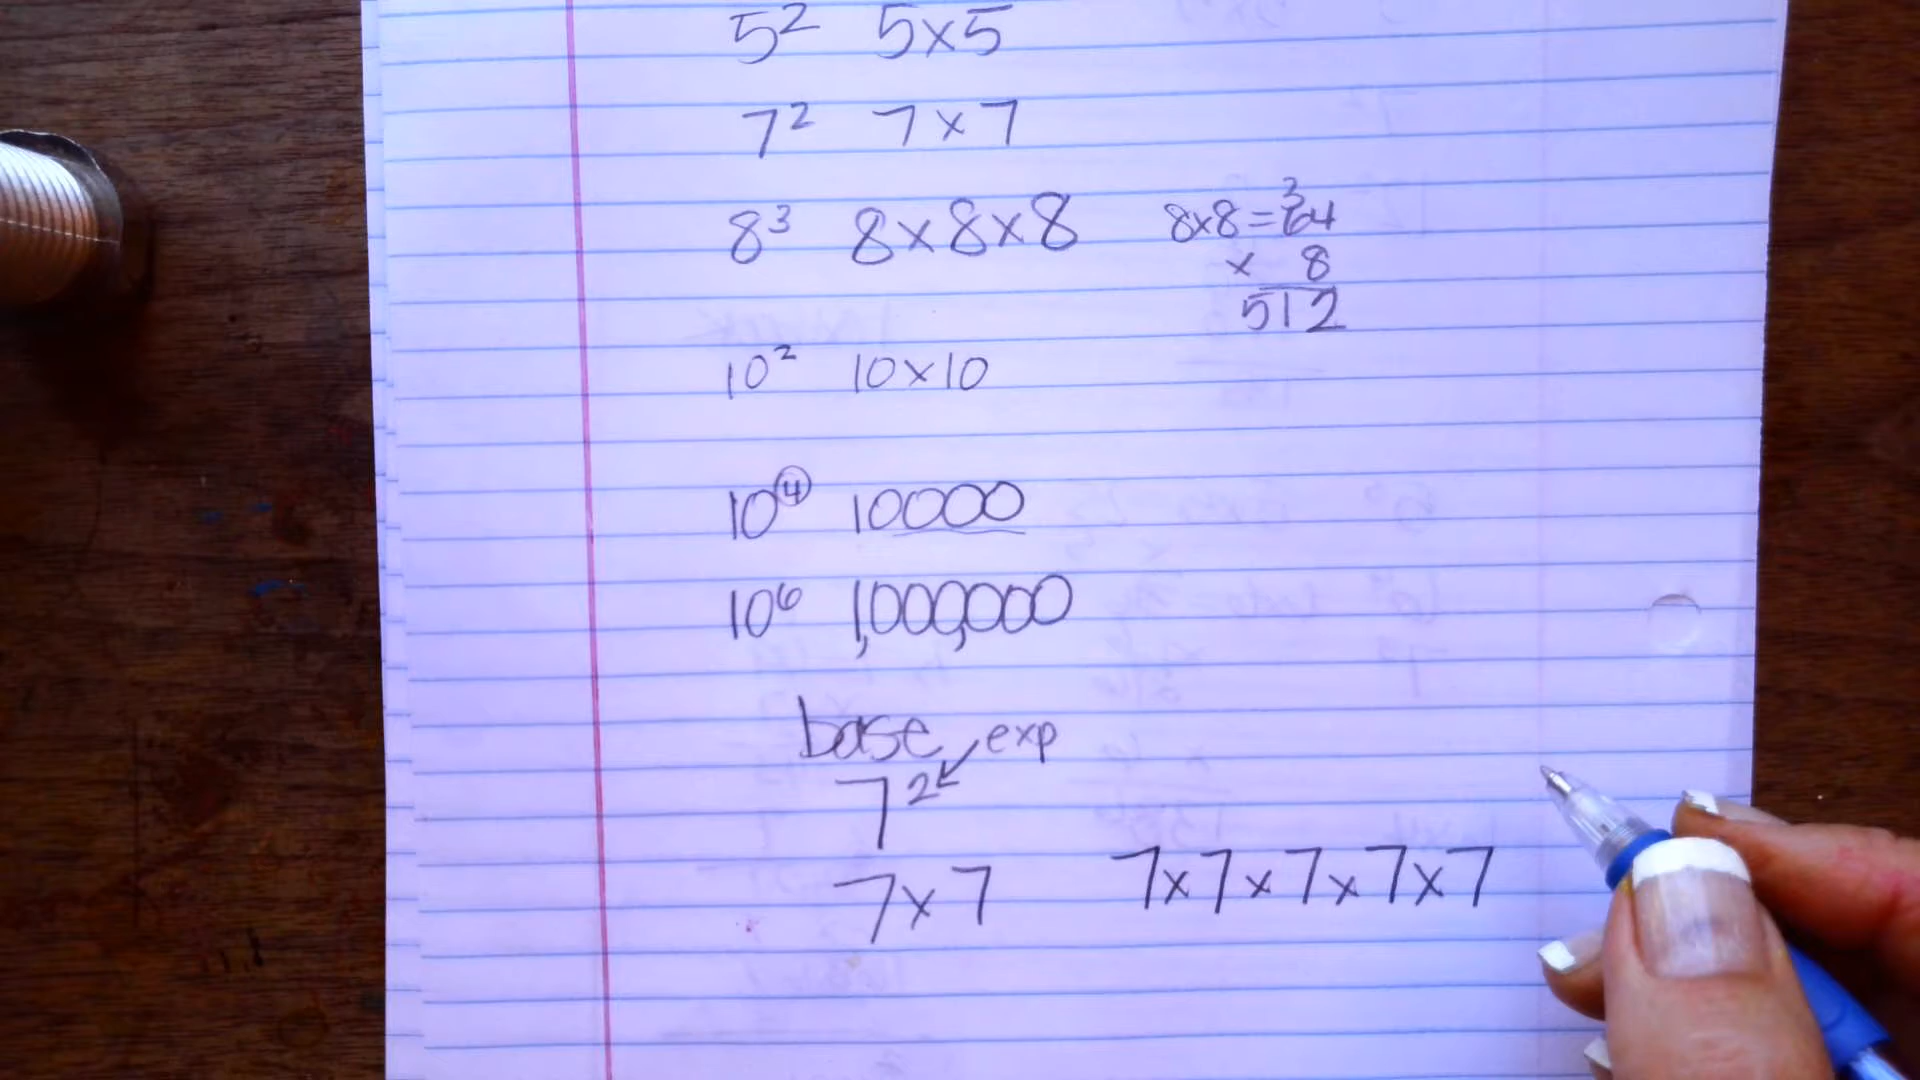 5² 5x5
7² 7x7
8³ 8x8x8 8x8=64
3
x 8
512
10² 10x10
10④ 10000
10⁶ 1,000,000
base exp
7²
7x7 7x7x7x7x7